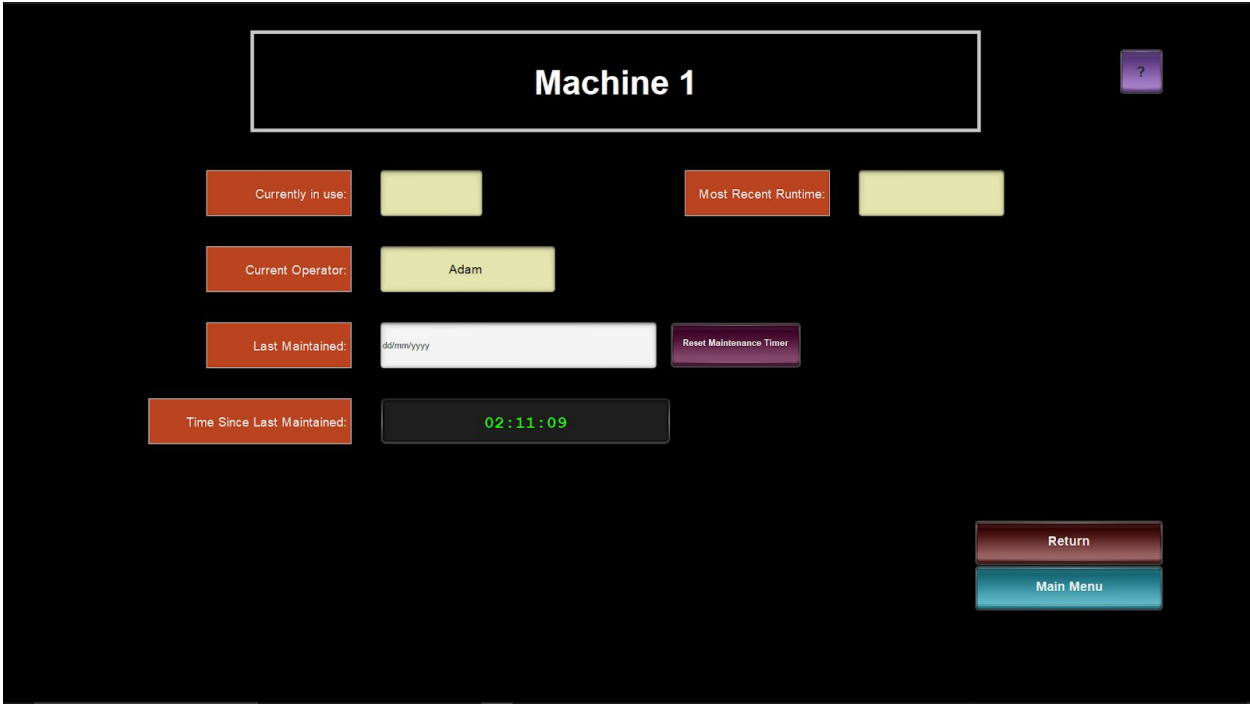 Machine 1
?
Currently in use:
Most Recent Runtime:
Current Operator:
Adam
Last Maintained:
dd/mm/yyyy
Reset Maintenance Timer
Time Since Last Maintained:
02:11:09
Return
Main Menu